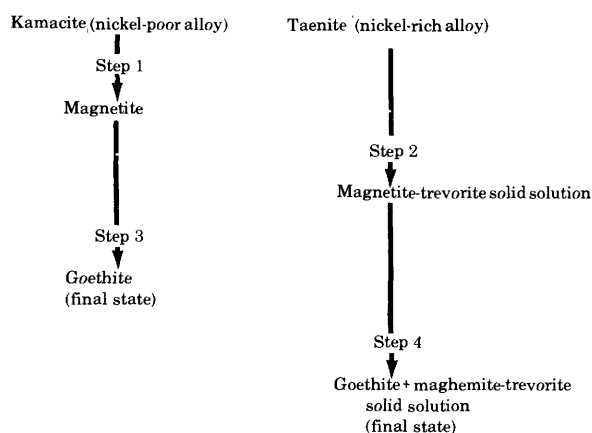 Kamacite (nickel-poor alloy)
Step 1
Magnetite
Step 3
Goethite
(final state)
Taenite (nickel-rich alloy)
Step 2
Magnetite-trevorite solid solution
Step 4
Goethite + maghemite-trevorite
solid solution
(final state)